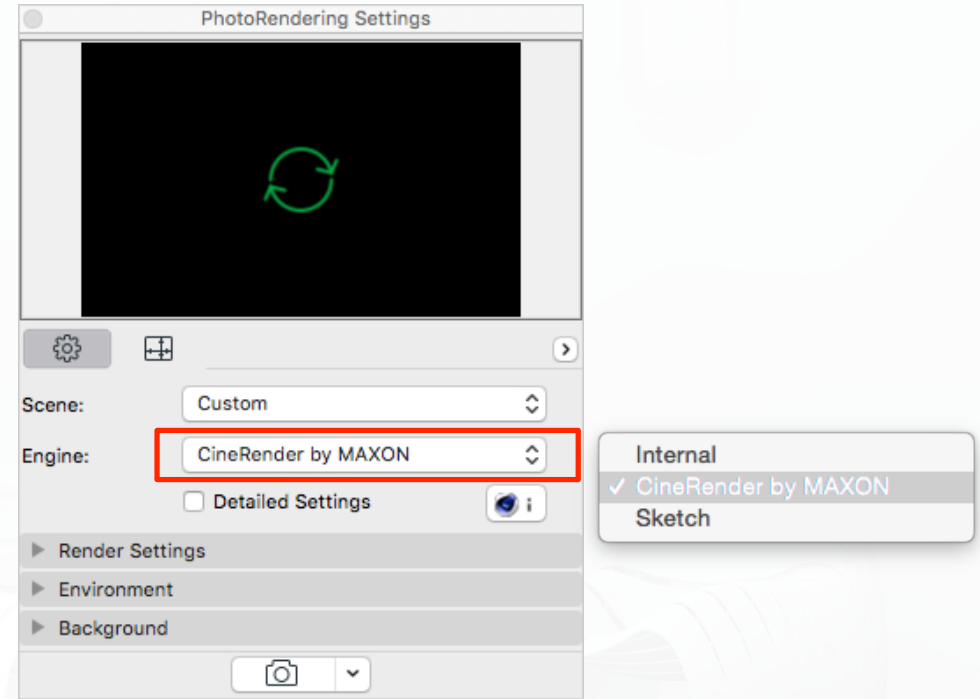 PhotoRendering Settings
Scene:
Custom
Engine:
CineRender by MAXON
Detailed Settings
i
Internal
✓ CineRender by MAXON
Sketch
Render Settings
Environment
Background